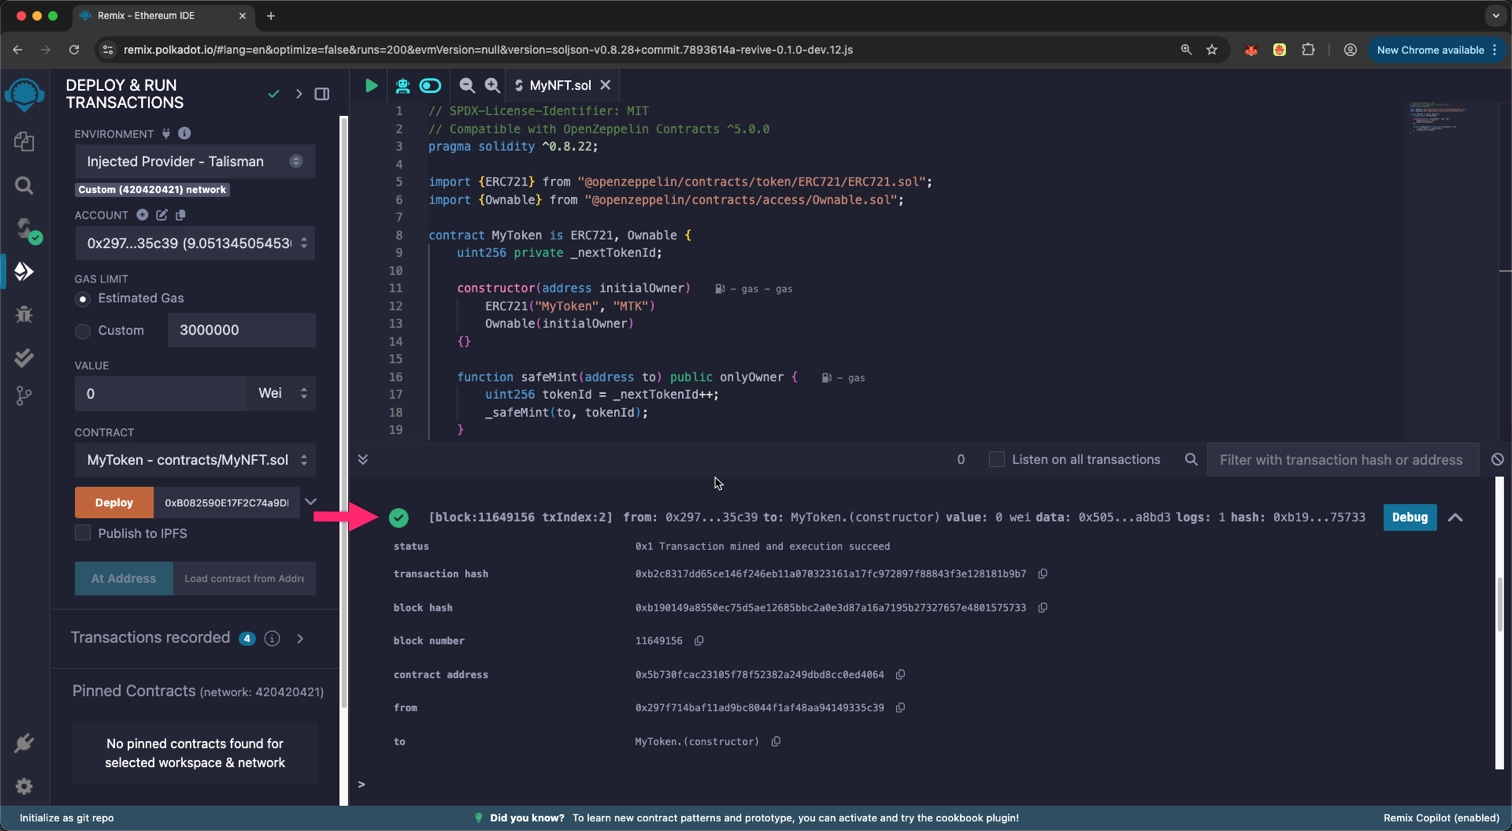 Remix - Ethereum IDE
remix.polkadot.io/#lang=en&optimize=false&runs=200&evmVersion=null&version=soljson-v0.8.28+commit.7893614a-revive-0.1.0-dev.12.js
New Chrome available
DEPLOY & RUN
TRANSACTIONS
ENVIRONMENT
Injected Provider - Talisman
Custom (420420421) network
ACCOUNT
0x297...35c39 (9.05134505453
GAS LIMIT
Estimated Gas
Custom
3000000
VALUE
0
Wei
CONTRACT
MyToken - contracts/MyNFT.sol
Deploy
0xB082590E17F2C74a9D
Publish to IPFS
At Address
Load contract from Addre
Transactions recorded 4
Pinned Contracts (network: 420420421)
No pinned contracts found for
selected workspace & network
MyNFT.sol
1 // SPDX-License-Identifier: MIT
2 // Compatible with OpenZeppelin Contracts ^5.0.0
3 pragma solidity ^0.8.22;
4
5 import {ERC721} from "@openzeppelin/contracts/token/ERC721/ERC721.sol";
6 import {Ownable} from "@openzeppelin/contracts/access/Ownable.sol";
7
8 contract MyToken is ERC721, Ownable {
9 uint256 private _nextTokenId;
10
11 constructor(address initialOwner) - gas - gas
12 ERC721("MyToken", "MTK")
13 Ownable(initialOwner)
14 {}
15
16 function safeMint(address to) public onlyOwner { - gas
17 uint256 tokenId = _nextTokenId++;
18 _safeMint(to, tokenId);
19 }
0
Listen on all transactions
Filter with transaction hash or address
[block:11649156 txIndex:2] from: 0x297...35c39 to: MyToken.(constructor) value: 0 wei data: 0x505...a8bd3 logs: 1 hash: 0xb19...75733
Debug
status 0x1 Transaction mined and execution succeed
transaction hash 0xb2c8317dd65ce146f246eb11a070323161a17fc972897f88843f3e128181b9b7
block hash 0xb190149a8550ec75d5ae12685bbc2a0e3d87a16a7195b27327657e4801575733
block number 11649156
contract address 0x5b730fcac23105f78f52382a249dbd8cc0ed4064
from 0x297f714baf11ad9bc8044f1af48aa94149335c39
to MyToken.(constructor)
>
Initialize as git repo
Did you know? To learn new contract patterns and prototype, you can activate and try the cookbook plugin!
Remix Copilot (enabled)